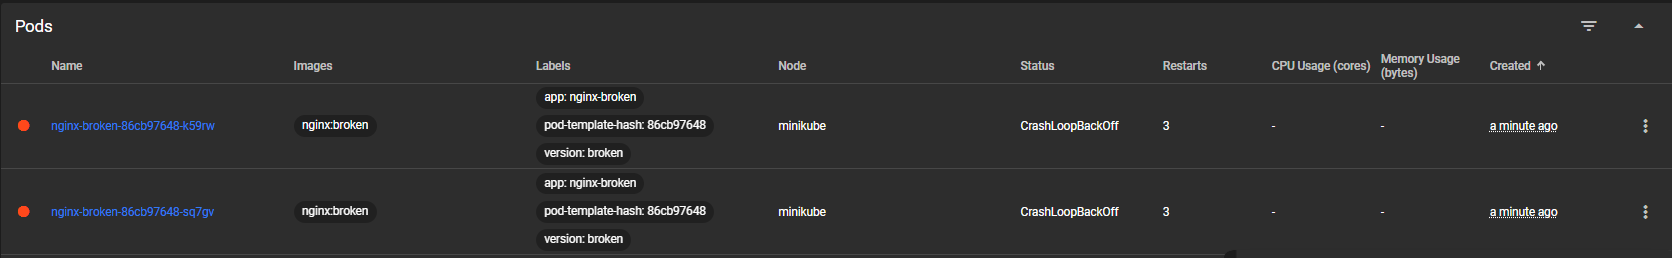 Pods
Name Images Labels Node Status Restarts CPU Usage (cores) Memory Usage (bytes) Created
nginx-broken-86cb97648-k59rw nginx:broken app: nginx-broken minikube CrashLoopBackOff 3 - - a minute ago
pod-template-hash: 86cb97648
version: broken
nginx-broken-86cb97648-sq7gv nginx:broken app: nginx-broken minikube CrashLoopBackOff 3 - - a minute ago
pod-template-hash: 86cb97648
version: broken